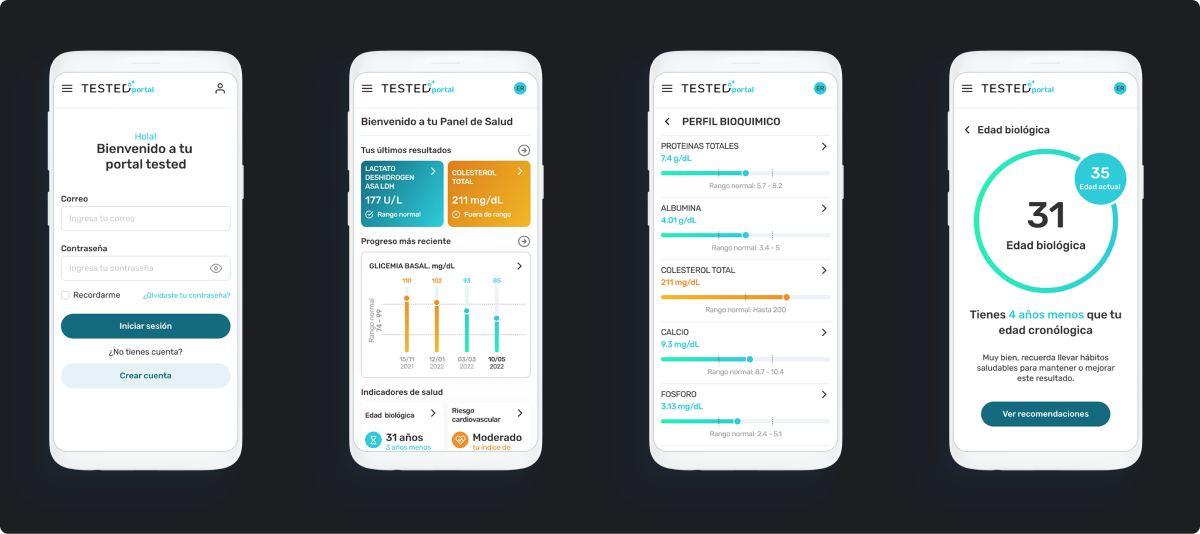 TESTED portal
Hola!
Bienvenido a tu
portal tested
Correo
Ingresa tu correo
Contraseña
Ingresa tu contraseña
Recordarme
¿Olvidaste tu contraseña?
Iniciar sesión
¿No tienes cuenta?
Crear cuenta
TESTED portal
ER
Bienvenido a tu Panel de Salud
Tus últimos resultados
LACTATO
DESHIDROGEN
ASA LDH
177 U/L
Rango normal
COLESTEROL
TOTAL
211 mg/dL
Fuera de rango
Progreso más reciente
GLICEMIA BASAL, mg/dL
110
102
93
85
Rango normal
74 - 99
15/11
2021
12/01
2022
03/03
2022
10/05
2022
Indicadores de salud
Edad biológica
31 años
3 años menos
Riesgo
cardiovascular
Moderado
tu índice de
TESTED portal
ER
PERFIL BIOQUIMICO
PROTEINAS TOTALES
7.4 g/dL
Rango normal: 5.7 - 8.2
ALBUMINA
4.01 g/dL
Rango normal: 3.4 - 5
COLESTEROL TOTAL
211 mg/dL
Rango normal: Hasta 200
CALCIO
9.3 mg/dL
Rango normal: 8.7 - 10.4
FOSFORO
3.13 mg/dL
Rango normal: 2.4 - 5.1
TESTED portal
ER
Edad biológica
35
Edad actual
31
Edad biológica
Tienes 4 años menos que tu
edad cronólogica
Muy bien, recuerda llevar hábitos
saludables para mantener o mejorar
este resultado.
Ver recomendaciones